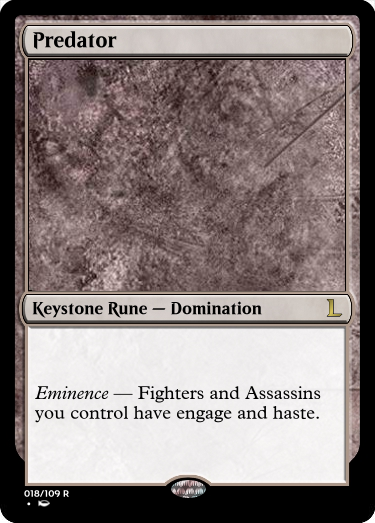 Predator
Keystone Rune — Domination L
Eminence — Fighters and Assassins
you control have engage and haste.
018/109 R